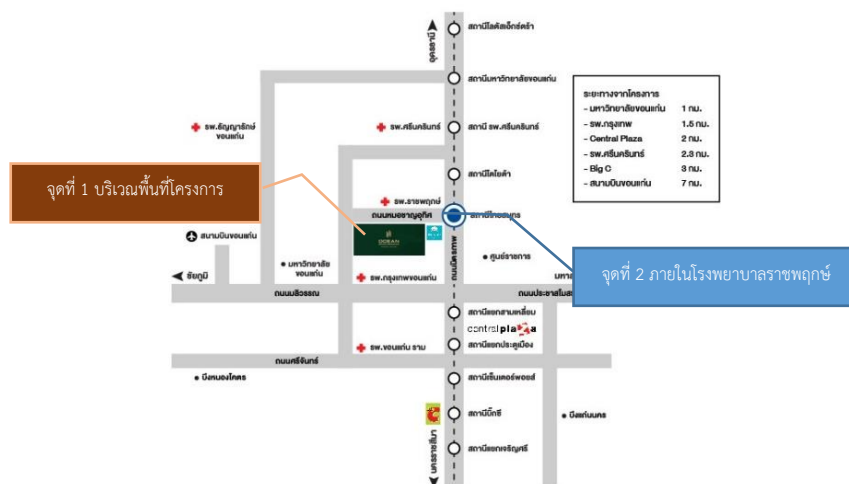 อุดรธานี
สถานีโลตัสเอ็กซ์ตร้า
สถานีมหาวิทยาลัยขอนแก่น
ระยะทางจากโครงการ
- มหาวิทยาลัยขอนแก่น 1 กม.
- รพ.กรุงเทพ 1.5 กม.
- Central Plaza 2 กม.
- รพ.ศรีนครินทร์ 2.3 กม.
- Big C 3 กม.
- สนามบินขอนแก่น 7 กม.
รพ.ธัญญารักษ์
ขอนแก่น
รพ.ศรีนครินทร์
สถานี รพ.ศรีนครินทร์
สถานีโตโยต้า
จุดที่ 1 บริเวณพื้นที่โครงการ
รพ.ราชพฤกษ์
ถนนหมอชาญอุทิศ
สถานีไทยสมุทร
สนามบินขอนแก่น
ถนนมิตรภาพ
ศูนย์ราชการ
มหาวิทยาลัย
ขอนแก่น
ชัยภูมิ
รพ.กรุงเทพขอนแก่น
จุดที่ 2 ภายในโรงพยาบาลราชพฤกษ์
ถนนมลิวรรณ
สถานีแยกสามเหลี่ยม
centralplaza
สถานีแยกประตูเมือง
รพ.ขอนแก่น ราม
ถนนศรีจันทร์
บึงหนองโคตร
สถานีเซ็นเตอร์พอยส์
สถานีบิ๊กซี
บึงแก่นนคร
สถานีแยกเจริญศรี
นครราชสีมา